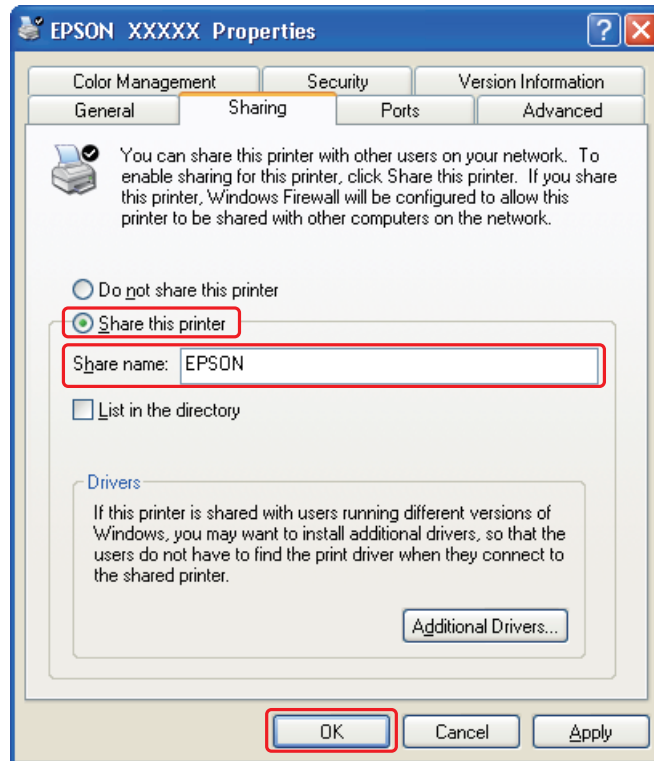 EPSON XXXXX Properties
Color Management Security Version Information
General Sharing Ports Advanced
You can share this printer with other users on your network. To
enable sharing for this printer, click Share this printer. If you share
this printer, Windows Firewall will be configured to allow this
printer to be shared with other computers on the network.
Do not share this printer
Share this printer
Share name: EPSON
List in the directory
Drivers
If this printer is shared with users running different versions of
Windows, you may want to install additional drivers, so that the
users do not have to find the print driver when they connect to
the shared printer.
Additional Drivers...
OK Cancel Apply